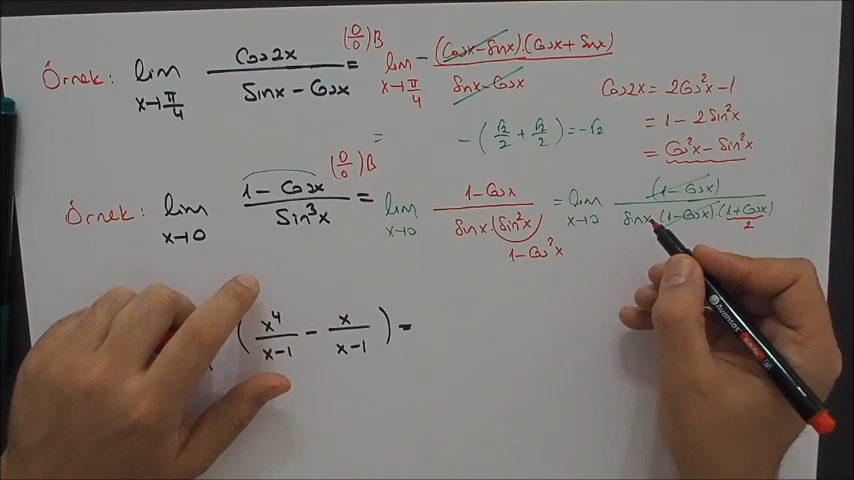 Örnek: lim x→π/4 Cos2x / Sinx - Cosx = (0/0)B lim x→π/4 - (Cosx - Sinx).(Cosx + Sinx) / Sinx - Cosx
Cos2x = 2Cos²x - 1
= 1 - 2Sin²x
= Cos²x - Sin²x
= - (√2/2 + √2/2) = -√2
Örnek: lim x→0 1 - Cosx / Sin³x = (0/0)B lim x→0 1 - Cosx / Sinx.(Sin²x) = lim x→0 (1 - Cosx) / Sinx.(1 - Cosx).(1 + Cosx)
1 - Cos²x
2
(x⁴ / x-1 - x / x-1) =
Avansas